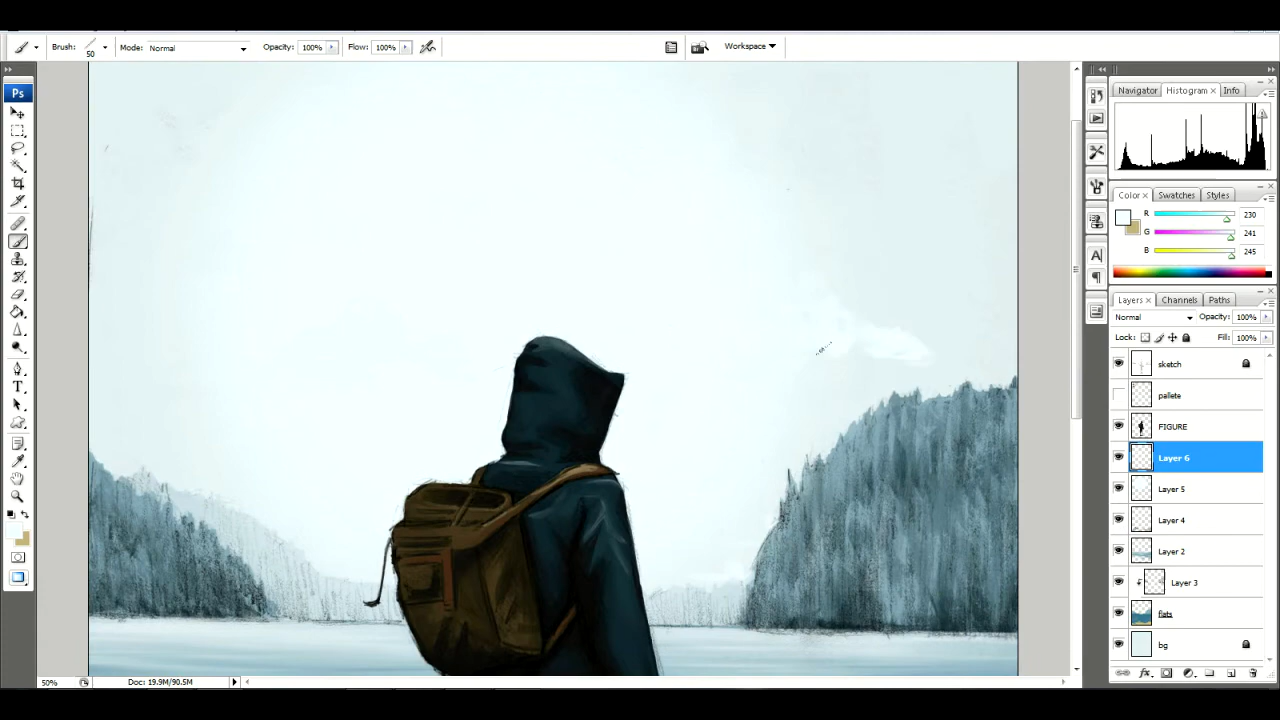 Brush: 50 Mode: Normal Opacity: 100% Flow: 100% Workspace
Ps
Navigator Histogram × Info
Color × Swatches Styles
R 230
G 241
B 245
Layers × Channels Paths
Normal Opacity: 100%
Lock: Fill: 100%
sketch
pallete
FIGURE
Layer 6
Layer 5
Layer 4
Layer 2
Layer 3
flats
bg
50% Doc: 19.9M/90.5M